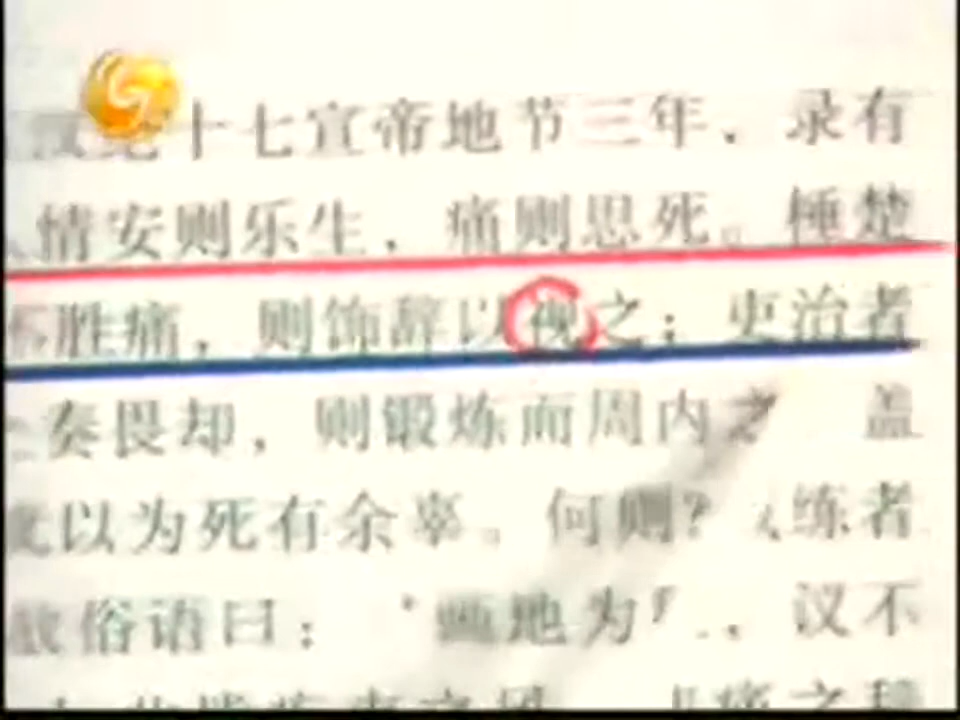 十七宣帝地节三年，录有
情安则乐生，痛则思死。棰楚
胜痛，则饰辞以视之；吏治者
奏畏却，则锻炼而周内之 盖
以为死有余辜。何则？ 练者
俗语曰：“画地为 ，议不
痛之